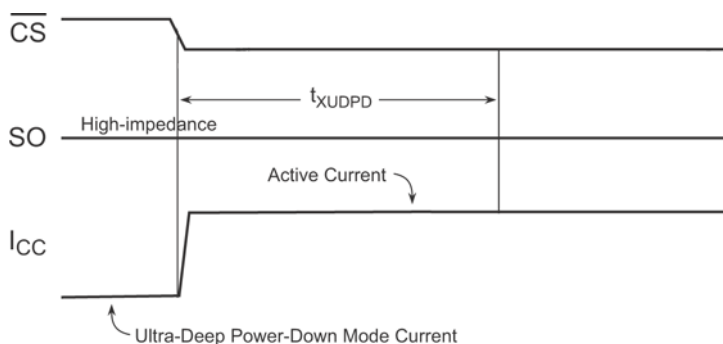 CS
tXUDPD
High-impedance
SO
Active Current
ICC
Ultra-Deep Power-Down Mode Current